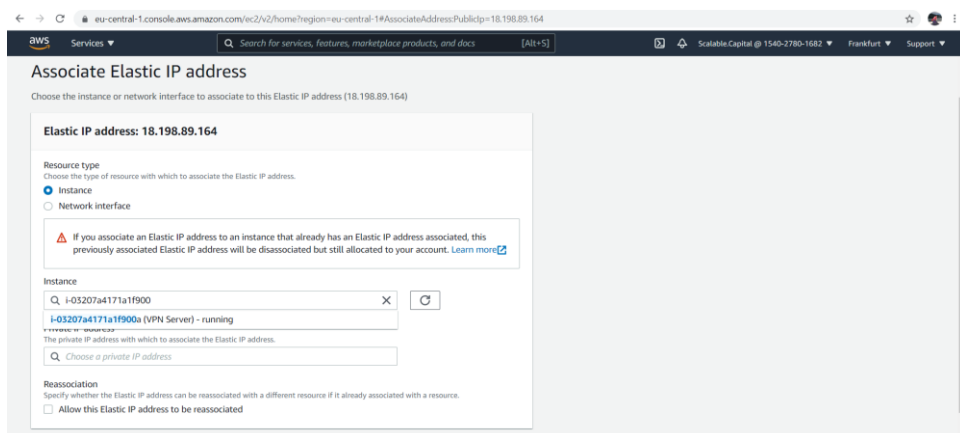 eu-central-1.console.aws.amazon.com/ec2/v2/home?region=eu-central-1#AssociateAddress:PublicIp=18.198.89.164
aws Services ▼ Search for services, features, marketplace products, and docs [Alt+S] Scalable.Capital @ 1540-2780-1682 ▼ Frankfurt ▼ Support ▼
Associate Elastic IP address
Choose the instance or network interface to associate to this Elastic IP address (18.198.89.164)
Elastic IP address: 18.198.89.164
Resource type
Choose the type of resource with which to associate the Elastic IP address.
Instance
Network interface
If you associate an Elastic IP address to an instance that already has an Elastic IP address associated, this
previously associated Elastic IP address will be disassociated but still allocated to your account. Learn more
Instance
i-03207a4171a1f900
i-03207a4171a1f900a (VPN Server) - running
Private IP address
The private IP address with which to associate the Elastic IP address.
Choose a private IP address
Reassociation
Specify whether the Elastic IP address can be reassociated with a different resource if it already associated with a resource.
Allow this Elastic IP address to be reassociated